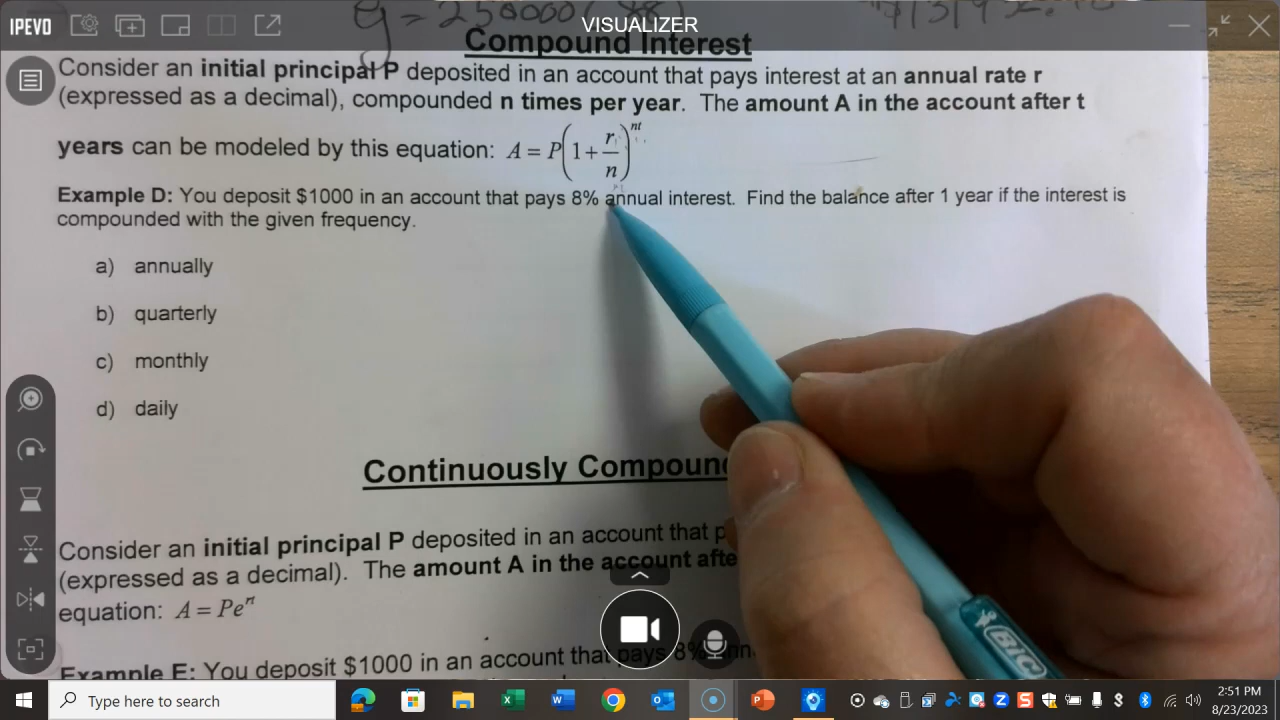 y = 250000(
IPEVO
VISUALIZER
Compound Interest
Consider an initial principal P deposited in an account that pays interest at an annual rate r
(expressed as a decimal), compounded n times per year. The amount A in the account after t
years can be modeled by this equation: A = P(1 + r/n)^nt
Example D: You deposit $1000 in an account that pays 8% annual interest. Find the balance after 1 year if the interest is
compounded with the given frequency.
a) annually
b) quarterly
c) monthly
d) daily
Continuously Compoun
Consider an initial principal P deposited in an account that p
(expressed as a decimal). The amount A in the account afte
equation: A = Pe^rt
Example E: You deposit $1000 in an account that pays 8% ann
BIC
Type here to search
2:51 PM
8/23/2023